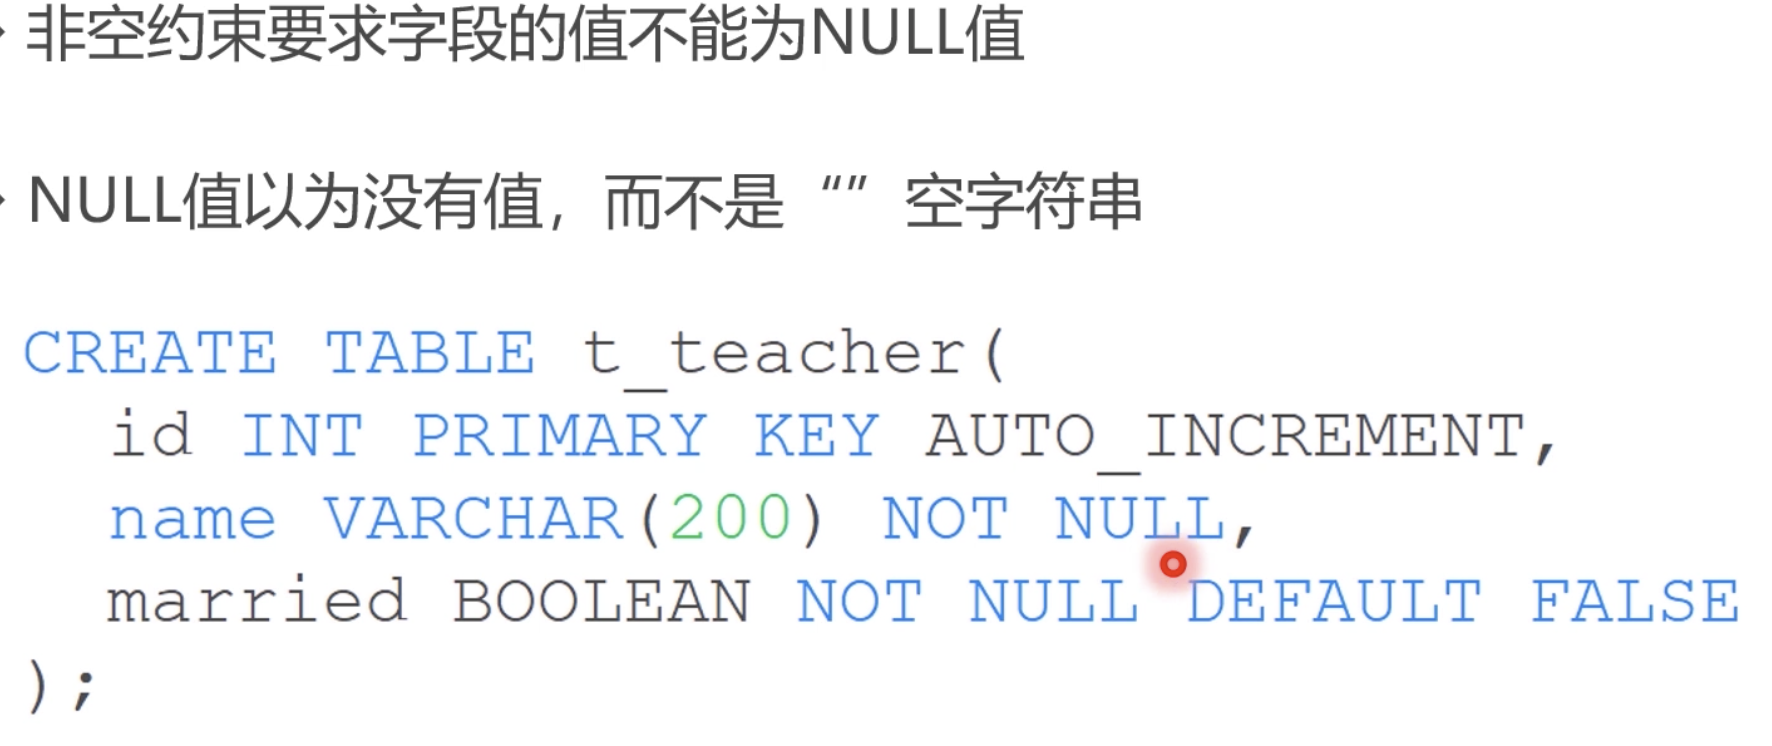 非空约束要求字段的值不能为NULL值
NULL值以为没有值，而不是“”空字符串
CREATE TABLE t_teacher(
id INT PRIMARY KEY AUTO_INCREMENT,
name VARCHAR(200) NOT NULL,
married BOOLEAN NOT NULL DEFAULT FALSE
);